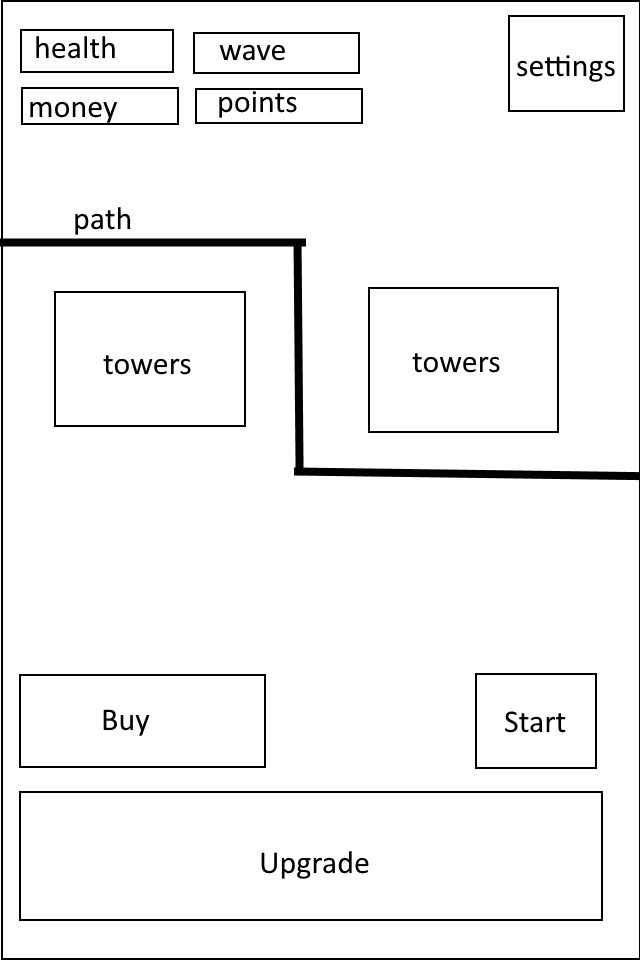 health
wave
settings
money
points
path
towers
towers
Buy
Start
Upgrade